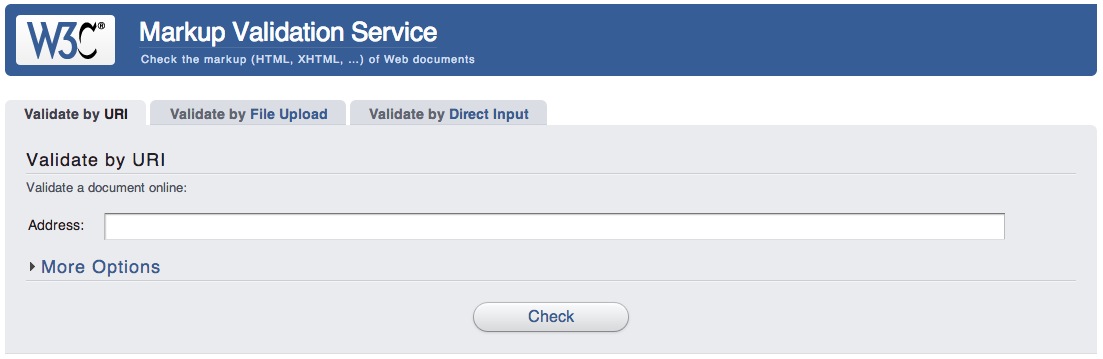 W3C®
Markup Validation Service
Check the markup (HTML, XHTML, ...) of Web documents
Validate by URI
Validate by File Upload
Validate by Direct Input
Validate by URI
Validate a document online:
Address:
More Options
Check